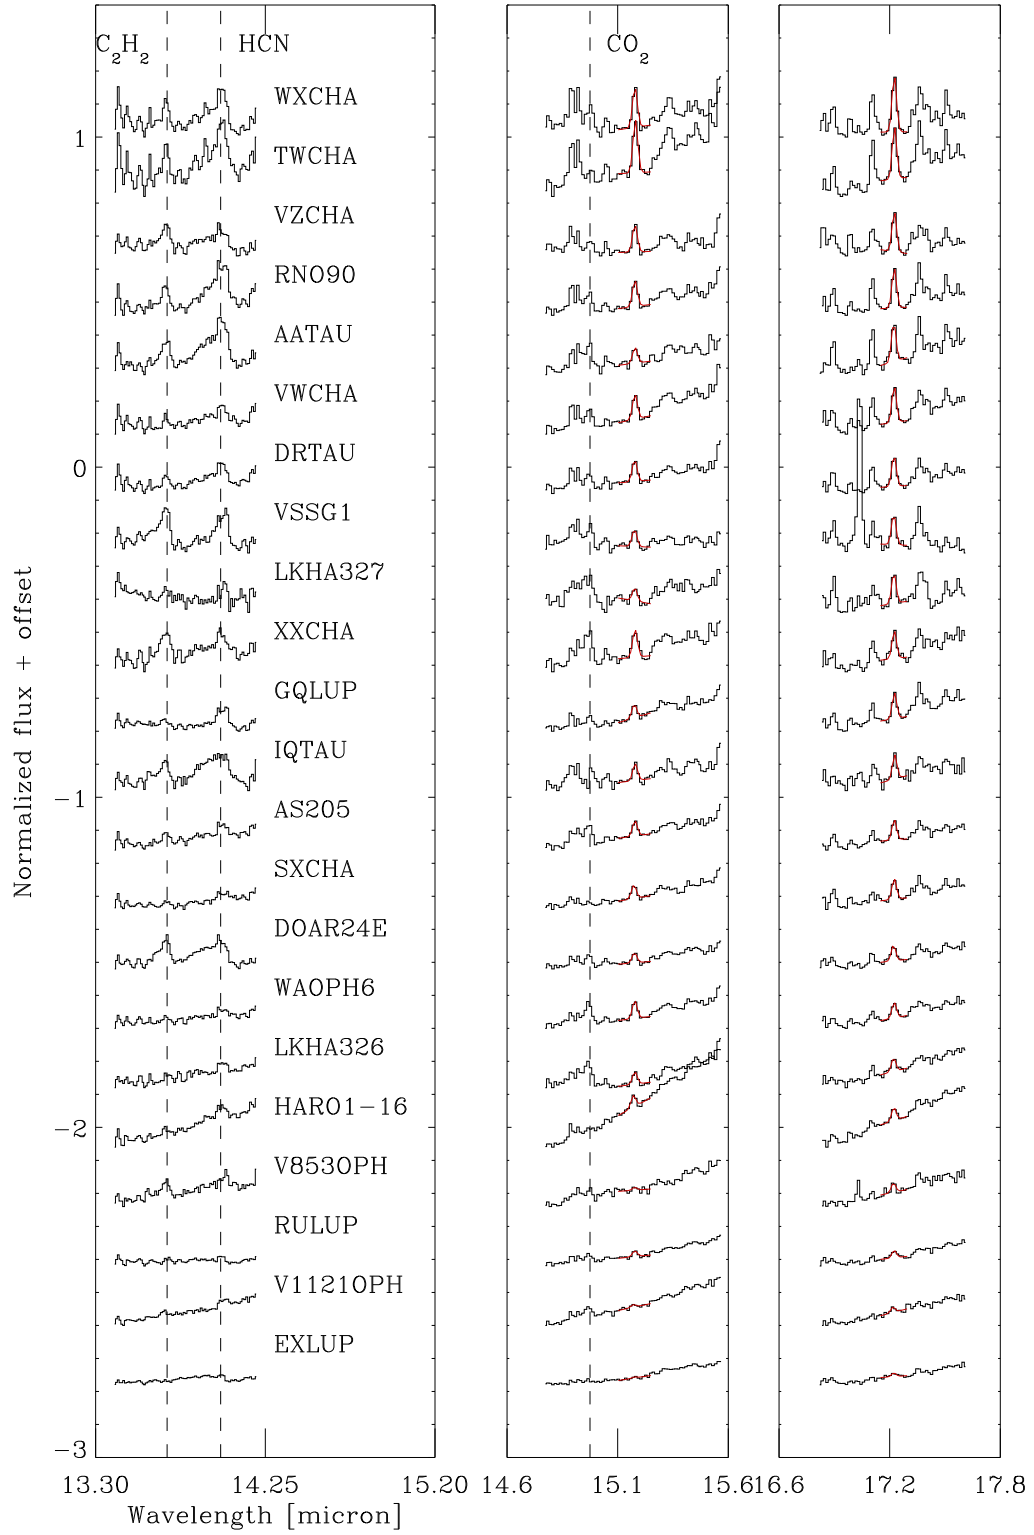 C2H2 HCN CO2
WXCHA
1
TWCHA
VZCHA
RNO90
AATAU
VWCHA
DRTAU
0
VSSG1
LKHA327
XXCHA
GQLUP
IQTAU
−1
AS205
SXCHA
DOAR24E
WAOPH6
LKHA326
HARO1−16
−2
V853OPH
RULUP
V1121OPH
EXLUP
−3
Normalized flux + offset
13.30 14.25 15.20 14.6 15.1 15.616.6 17.2 17.8
Wavelength [micron]